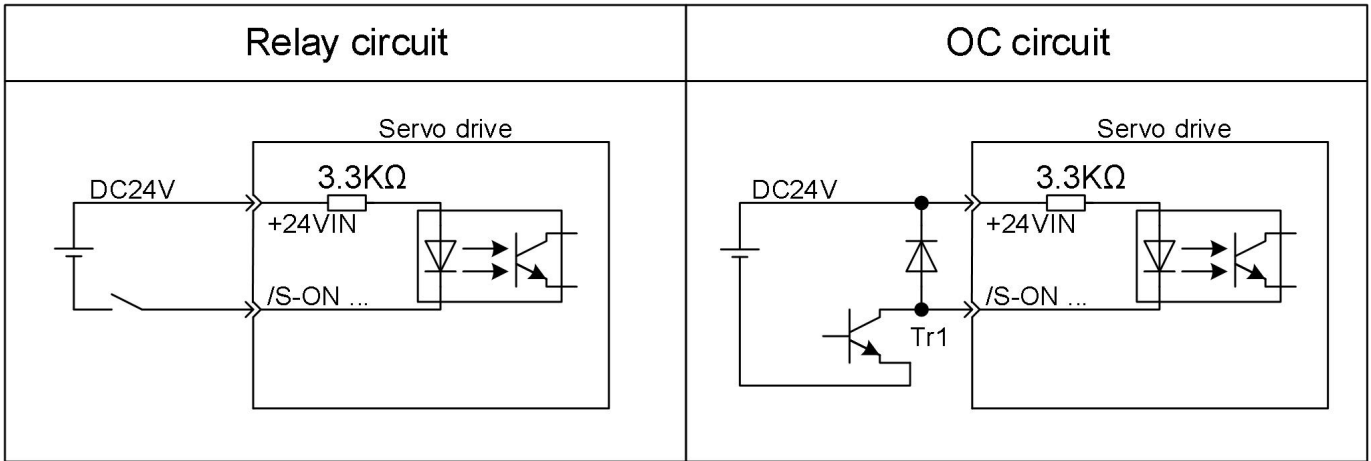 Relay circuit
OC circuit
Servo drive
DC24V
3.3KΩ
+24VIN
/S-ON ...
Servo drive
DC24V
3.3KΩ
+24VIN
/S-ON ...
Tr1